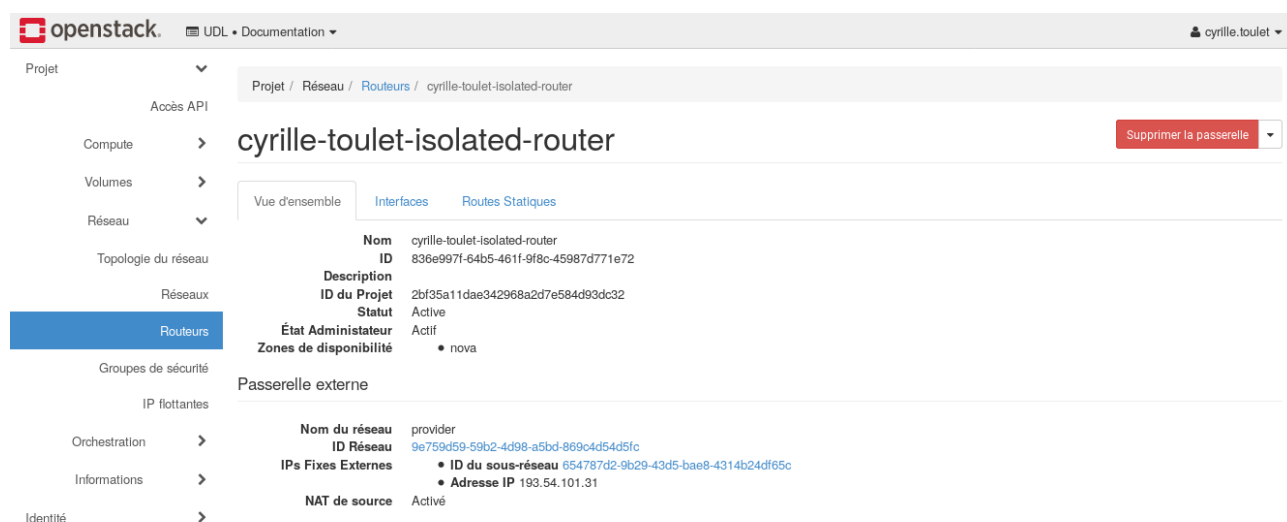 openstack. UDL • Documentation cyrille.toulet
Projet
Accès API
Compute
Volumes
Réseau
Topologie du réseau
Réseaux
Routeurs
Groupes de sécurité
IP flottantes
Orchestration
Informations
Identité
Projet / Réseau / Routeurs / cyrille-toulet-isolated-router
cyrille-toulet-isolated-router
Supprimer la passerelle
Vue d'ensemble Interfaces Routes Statiques
Nom cyrille-toulet-isolated-router
ID 836e997f-64b5-461f-9f8c-45987d771e72
Description
ID du Projet 2bf35a11dae342968a2d7e584d93dc32
Statut Active
État Administateur Actif
Zones de disponibilité • nova
Passerelle externe
Nom du réseau provider
ID Réseau 9e759d59-59b2-4d98-a5bd-869c4d54d5fc
IPs Fixes Externes • ID du sous-réseau 654787d2-9b29-43d5-bae8-4314b24df65c
• Adresse IP 193.54.101.31
NAT de source Activé